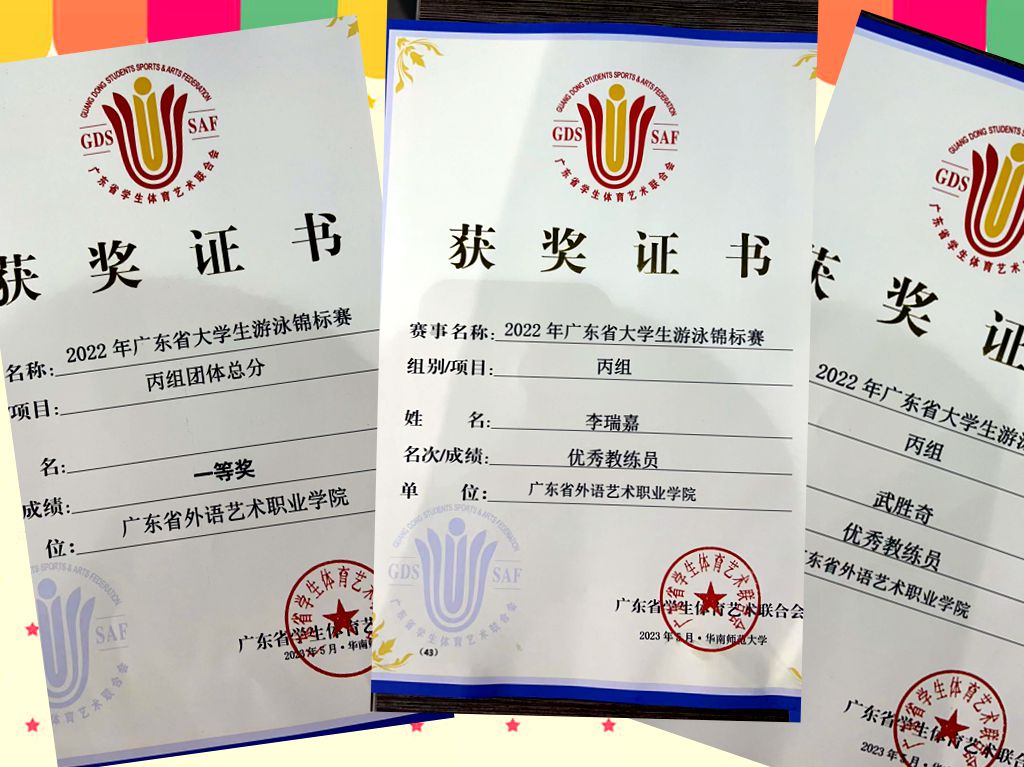 GUANG DONG STUDENTS SPORTS & ARTS FEDERATION
GDS SAF
广东省学生体育艺术联合会
获奖证书
名称: 2022年广东省大学生游泳锦标赛
/项目: 丙组团体总分
名:
成绩: 一等奖
位: 广东省外语艺术职业学院
TS SPORTS & ARTS FEDERATION
SAF
广东省学生体育艺
2023年5月·华南
GUANG DONG STUDENTS SPORTS & ARTS FEDERATION
GDS SAF
广东省学生体育艺术联合会
获奖证书
赛事名称: 2022年广东省大学生游泳锦标赛
组别/项目: 丙组
姓名: 李瑞嘉
名次/成绩: 优秀教练员
单位: 广东省外语艺术职业学院
GUANG DONG STUDENTS SPORTS & ARTS FEDERATION
GDS SAF
广东省学生体育艺术联合会
广东省学生体育艺术联合会
2023年5月·华南师范大学
(43)
GUANG DONG STUDENTS
GDS
广东省学生体育艺术
获奖证
2022年广东省大学生游泳
丙组
武胜奇
优秀教练员
东省外语艺术职业学院
广东省学生体育艺术联合
2023年5月·华南